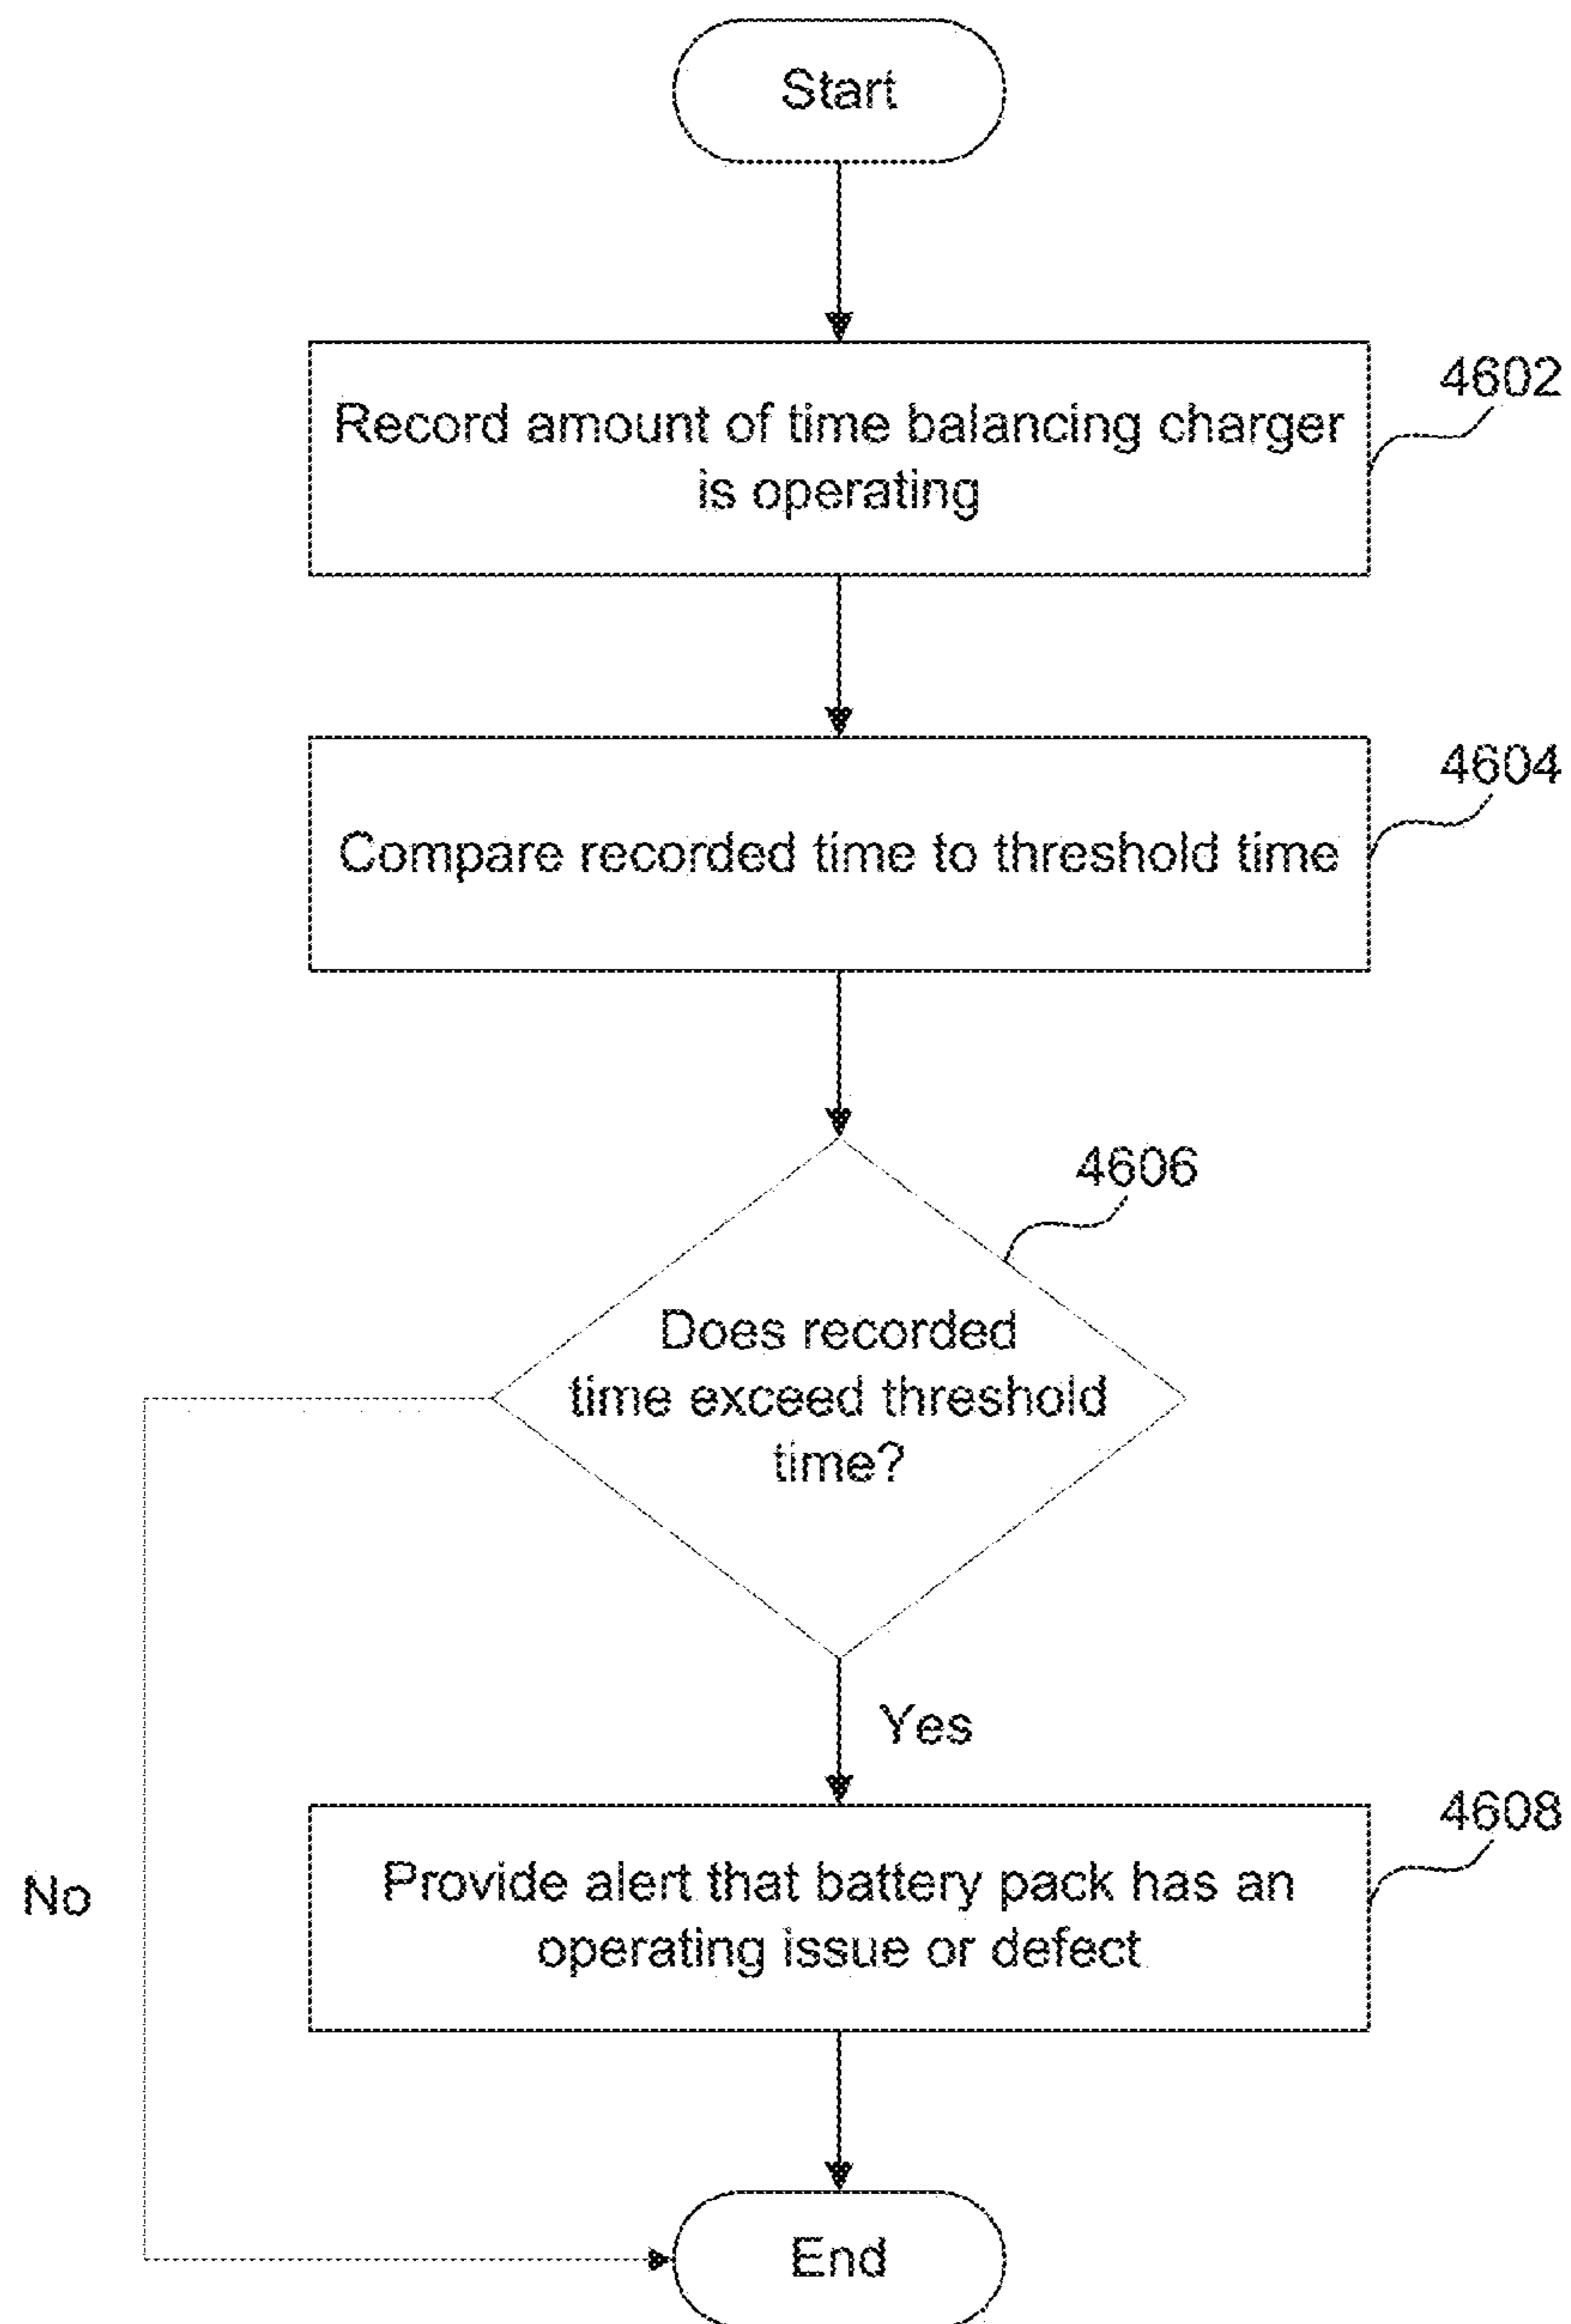 Start
4602
Record amount of time balancing charger
is operating
4604
Compare recorded time to threshold time
4606
Does recorded
time exceed threshold
time?
Yes
4608
Provide alert that battery pack has an
operating issue or defect
No
End